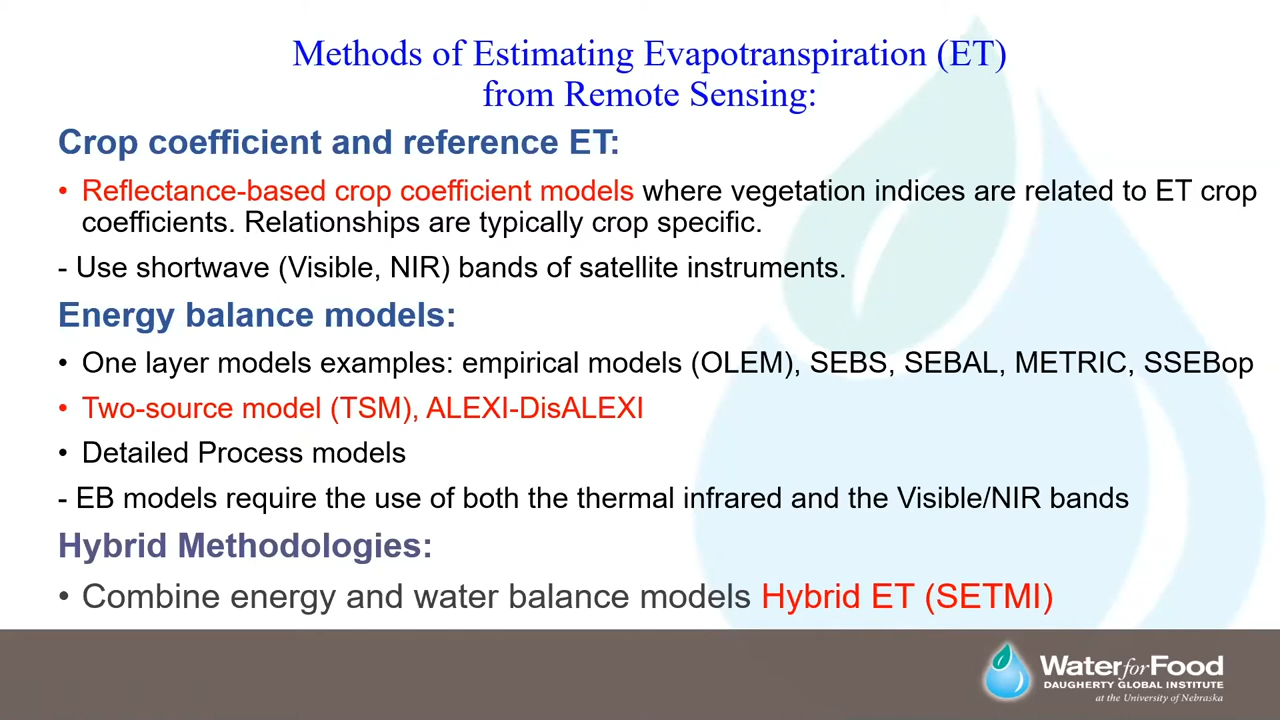 Methods of Estimating Evapotranspiration (ET)
from Remote Sensing:
Crop coefficient and reference ET:
• Reflectance-based crop coefficient models where vegetation indices are related to ET crop
coefficients. Relationships are typically crop specific.
- Use shortwave (Visible, NIR) bands of satellite instruments.
Energy balance models:
• One layer models examples: empirical models (OLEM), SEBS, SEBAL, METRIC, SSEBop
• Two-source model (TSM), ALEXI-DisALEXI
• Detailed Process models
- EB models require the use of both the thermal infrared and the Visible/NIR bands
Hybrid Methodologies:
• Combine energy and water balance models Hybrid ET (SETMI)
Water for Food
DAUGHERTY GLOBAL INSTITUTE
at the University of Nebraska